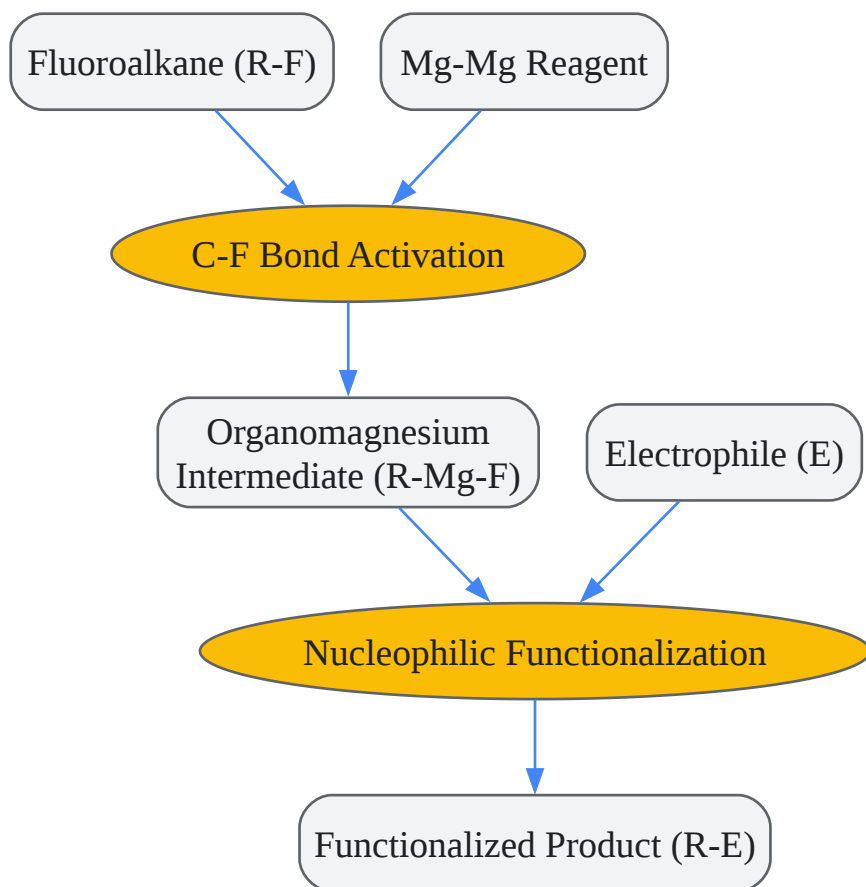 Fluoroalkane (R-F)
Mg-Mg Reagent
C-F Bond Activation
Organomagnesium
Intermediate (R-Mg-F)
Electrophile (E)
Nucleophilic Functionalization
Functionalized Product (R-E)